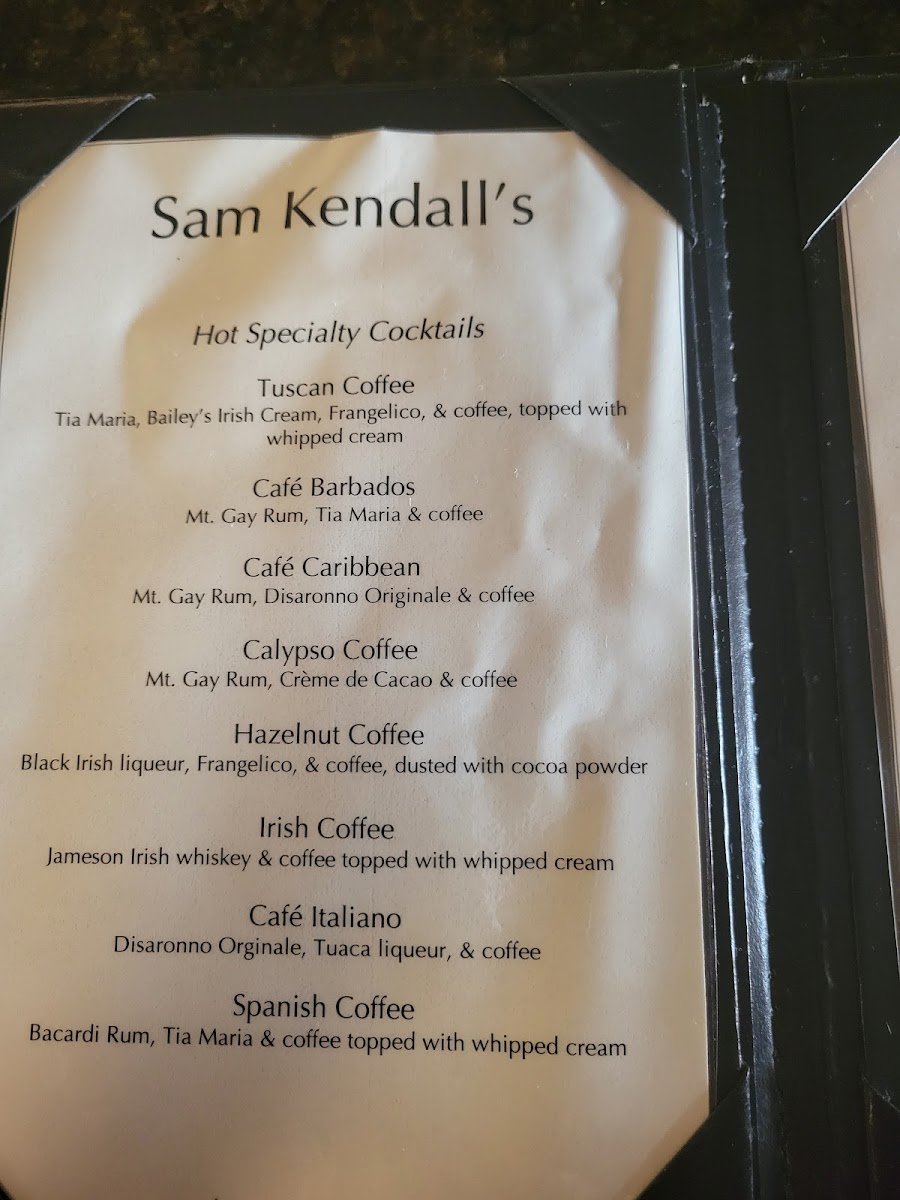 Sam Kendall's
Hot Specialty Cocktails
Tuscan Coffee
Tia Maria, Bailey's Irish Cream, Frangelico, & coffee, topped with
whipped cream
Café Barbados
Mt. Gay Rum, Tia Maria & coffee
Café Caribbean
Mt. Gay Rum, Disaronno Originale & coffee
Calypso Coffee
Mt. Gay Rum, Crème de Cacao & coffee
Hazelnut Coffee
Black Irish liqueur, Frangelico, & coffee, dusted with cocoa powder
Irish Coffee
Jameson Irish whiskey & coffee topped with whipped cream
Café Italiano
Disaronno Orginale, Tuaca liqueur, & coffee
Spanish Coffee
Bacardi Rum, Tia Maria & coffee topped with whipped cream